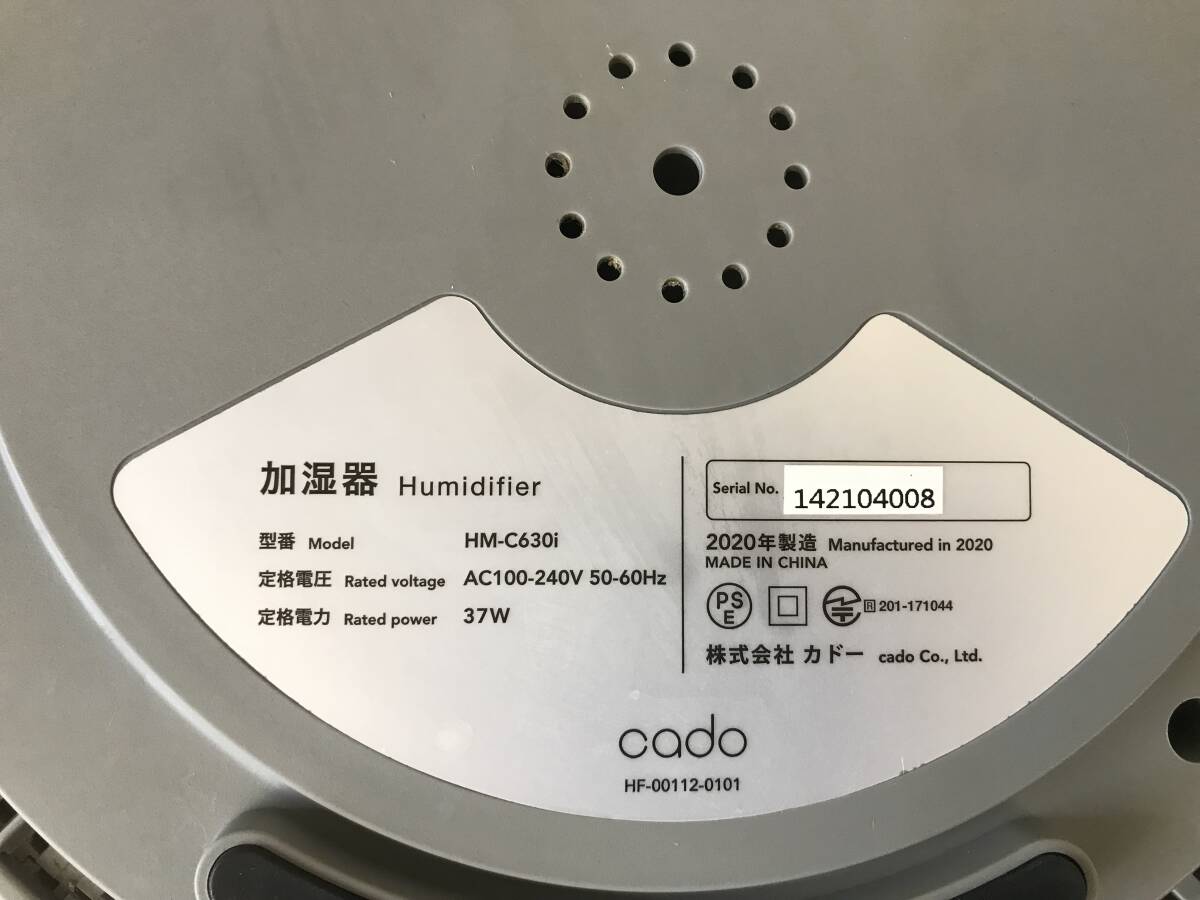 加湿器 Humidifier
型番 Model HM-C630i
定格電圧 Rated voltage AC100-240V 50-60Hz
定格電力 Rated power 37W
Serial No. 142104008
2020年製造 Manufactured in 2020
MADE IN CHINA
PS E R 201-171044
株式会社 カドー cado Co., Ltd.
cado
HF-00112-0101